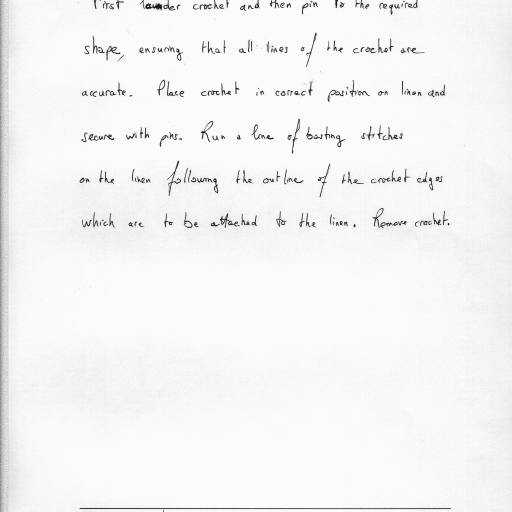 First launder crochet and then pin to the required
shape, ensuring that all lines of the crochet are
accurate. Place crochet in correct position on linen and
secure with pins. Run a line of basting stitches
on the linen following the outline of the crochet edges
which are to be attached to the linen. Remove crochet.